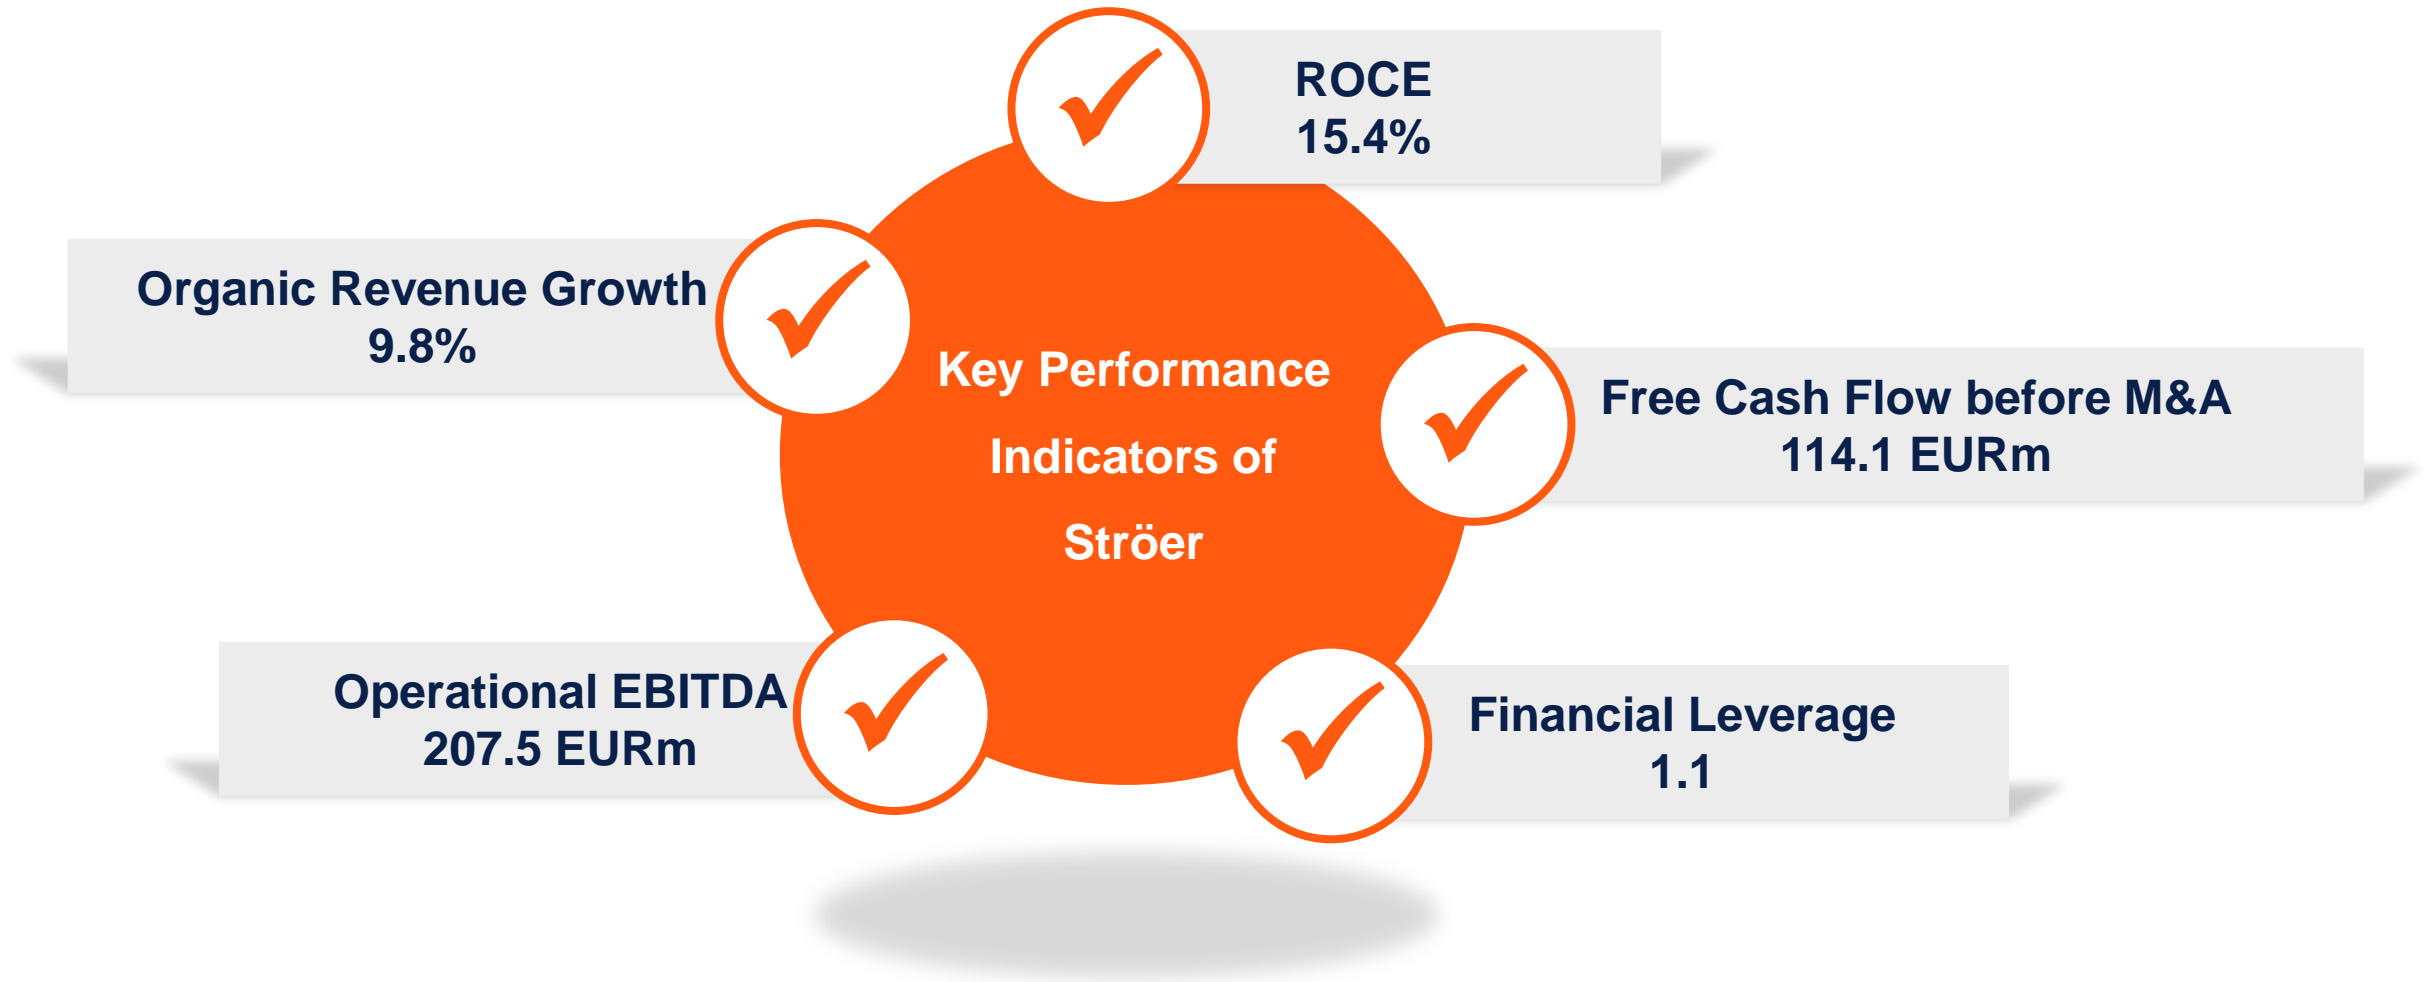 ROCE
15.4%
Organic Revenue Growth
9.8%
Key Performance
Indicators of
Ströer
Free Cash Flow before M&A
114.1 EURm
Operational EBITDA
207.5 EURm
Financial Leverage
1.1